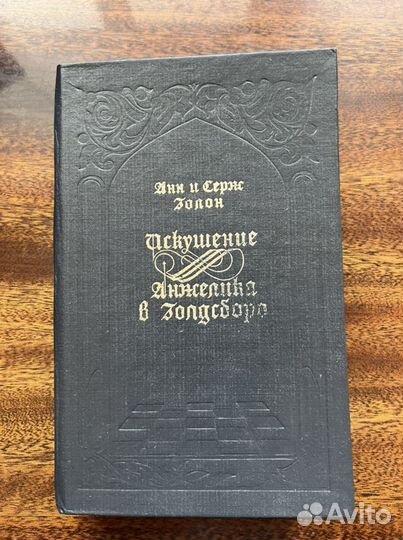 Анн и Серж
Голон
Искушение
Анжелика
в Голдсборо
Avito